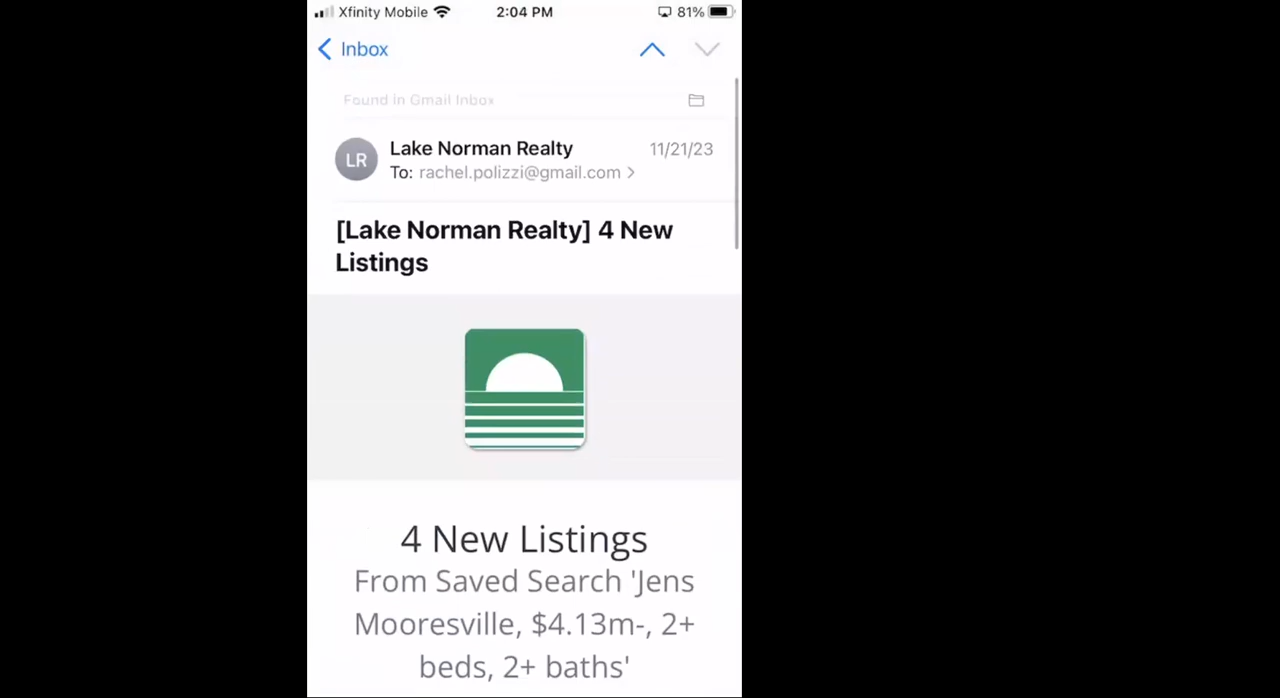 Xfinity Mobile 2:04 PM 81%
Inbox
Found in Gmail Inbox
LR Lake Norman Realty 11/21/23
To: rachel.polizzi@gmail.com >
[Lake Norman Realty] 4 New
Listings
4 New Listings
From Saved Search 'Jens
Mooresville, $4.13m-, 2+
beds, 2+ baths'